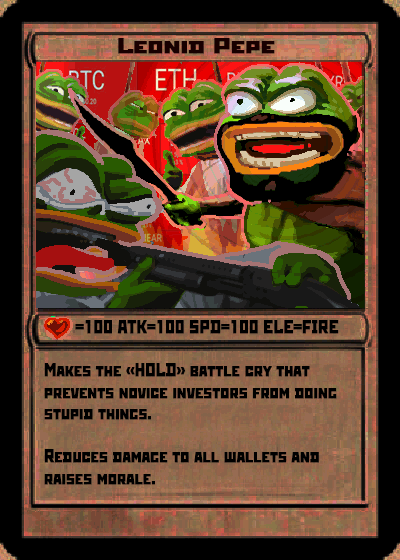 Leonid Pepe
BTC
ETH
=100 ATK=100 SPD=100 ELE=FIRE
Makes the «HOLD» battle cry that
prevents novice investors from doing
stupid things.
Reduces damage to all wallets and
raises morale.